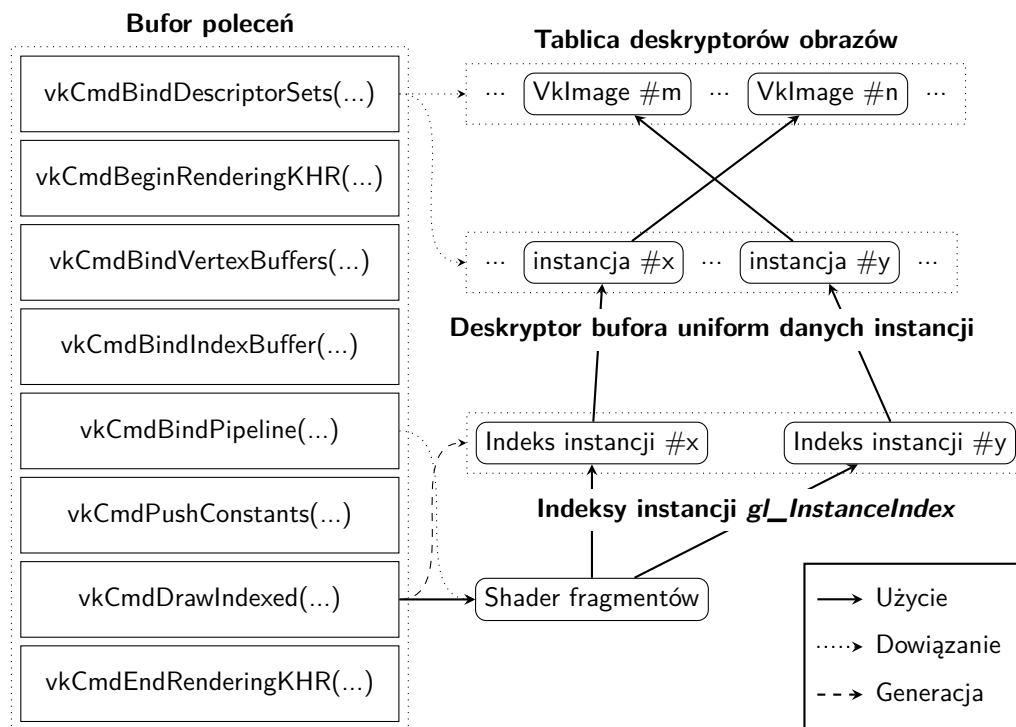 Bufor poleceń
vkCmdBindDescriptorSets(...)
vkCmdBeginRenderingKHR(...)
vkCmdBindVertexBuffers(...)
vkCmdBindIndexBuffer(...)
vkCmdBindPipeline(...)
vkCmdPushConstants(...)
vkCmdDrawIndexed(...)
vkCmdEndRenderingKHR(...)
Tablica deskryptorów obrazów
... VkImage #m ... VkImage #n ...
... instancja #x ... instancja #y ...
Deskryptor bufora uniform danych instancji
Indeks instancji #x Indeks instancji #y
Indeksy instancji gl_InstanceIndex
Shader fragmentów
Użycie
Dowiązanie
Generacja